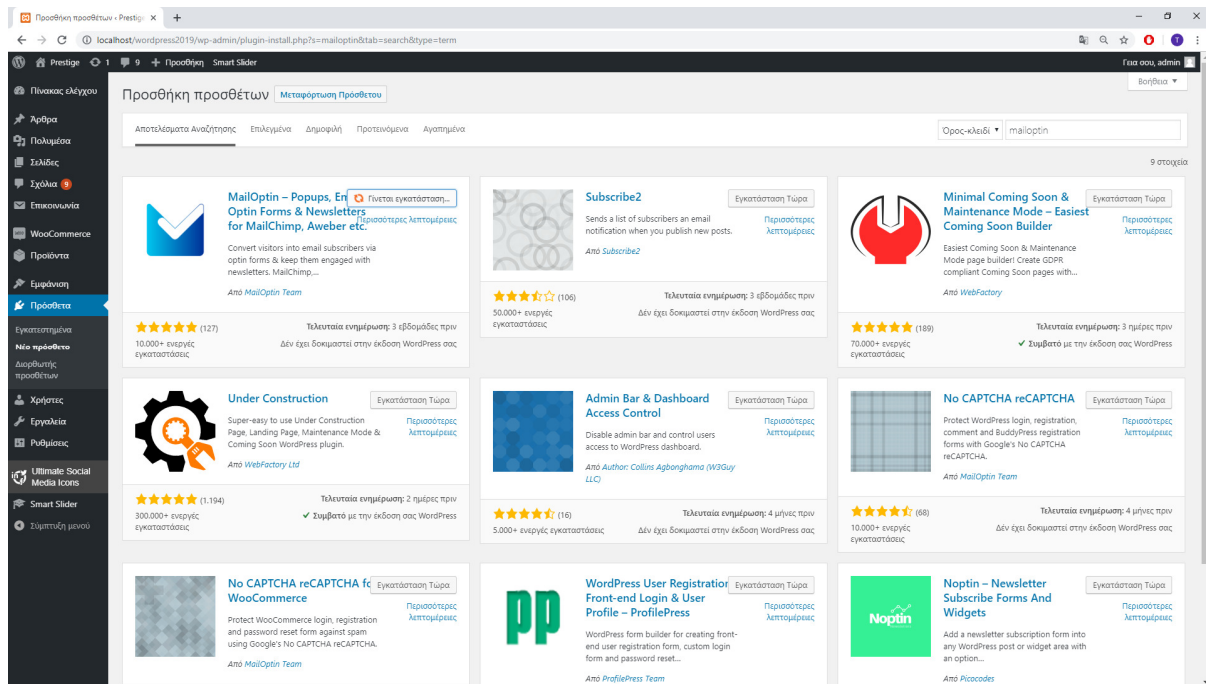 Προσθήκη προσθέτων ‹ Prestige
localhost/wordpress2019/wp-admin/plugin-install.php?s=mailoptin&tab=search&type=term
T
Prestige 1 9 Προσθήκη Smart Slider
Γεια σου, admin
Πίνακας ελέγχου
Άρθρα
Πολυμέσα
Σελίδες
Σχόλια 9
Επικοινωνία
WooCommerce
Προϊόντα
Εμφάνιση
Πρόσθετα
Εγκατεστημένα
Νέο πρόσθετο
Διορθωτής
προσθέτων
Χρήστες
Εργαλεία
Ρυθμίσεις
Ultimate Social
Media Icons
Smart Slider
Σύμπτυξη μενού
Βοήθεια
Προσθήκη προσθέτων Μεταφόρτωση Πρόσθετου
Αποτελέσματα Αναζήτησης Επιλεγμένα Δημοφιλή Προτεινόμενα Αγαπημένα
Όρος-κλειδί mailoptin
9 στοιχεία
MailOptin – Popups, Em
Optin Forms & Newsletters
for MailChimp, Aweber etc.
Γίνεται εγκατάσταση...
Περισσότερες λεπτομέρειες
Convert visitors into email subscribers via
optin forms & keep them engaged with
newsletters. MailChimp,...
Από MailOptin Team
(127)
10.000+ ενεργές
εγκαταστάσεις
Τελευταία ενημέρωση: 3 εβδομάδες πριν
Δέν έχει δοκιμαστεί στην έκδοση WordPress σας
Subscribe2
Εγκατάσταση Τώρα
Περισσότερες
λεπτομέρειες
Sends a list of subscribers an email
notification when you publish new posts.
Από Subscribe2
(106)
50.000+ ενεργές
εγκαταστάσεις
Τελευταία ενημέρωση: 3 εβδομάδες πριν
Δέν έχει δοκιμαστεί στην έκδοση WordPress σας
Minimal Coming Soon &
Maintenance Mode – Easiest
Coming Soon Builder
Εγκατάσταση Τώρα
Περισσότερες
λεπτομέρειες
Easiest Coming Soon & Maintenance
Mode page builder! Create GDPR
compliant Coming Soon pages with...
Από WebFactory
(189)
70.000+ ενεργές
εγκαταστάσεις
Τελευταία ενημέρωση: 3 ημέρες πριν
Συμβατό με την έκδοση σας WordPress
Under Construction
Εγκατάσταση Τώρα
Περισσότερες
λεπτομέρειες
Super-easy to use Under Construction
Page, Landing Page, Maintenance Mode &
Coming Soon WordPress plugin.
Από WebFactory Ltd
(1.194)
300.000+ ενεργές
εγκαταστάσεις
Τελευταία ενημέρωση: 2 ημέρες πριν
Συμβατό με την έκδοση σας WordPress
Admin Bar & Dashboard
Access Control
Εγκατάσταση Τώρα
Περισσότερες
λεπτομέρειες
Disable admin bar and control users
access to WordPress dashboard.
Από Author: Collins Agbonghama (W3Guy
LLC)
(16)
5.000+ ενεργές εγκαταστάσεις
Τελευταία ενημέρωση: 4 μήνες πριν
Δέν έχει δοκιμαστεί στην έκδοση WordPress σας
No CAPTCHA reCAPTCHA
Εγκατάσταση Τώρα
Περισσότερες
λεπτομέρειες
Protect WordPress login, registration,
comment and BuddyPress registration
forms with Google's No CAPTCHA
reCAPTCHA.
Από MailOptin Team
(68)
10.000+ ενεργές
εγκαταστάσεις
Τελευταία ενημέρωση: 4 μήνες πριν
Δέν έχει δοκιμαστεί στην έκδοση WordPress σας
No CAPTCHA reCAPTCHA fo
WooCommerce
Εγκατάσταση Τώρα
Περισσότερες
λεπτομέρειες
Protect WooCommerce login, registration
and password reset form against spam
using Google's No CAPTCHA reCAPTCHA.
Από MailOptin Team
pp
WordPress User Registration
Front-end Login & User
Profile – ProfilePress
Εγκατάσταση Τώρα
Περισσότερες
λεπτομέρειες
WordPress form builder for creating front-
end user registration form, custom login
form and password reset...
Από ProfilePress Team
Noptin
Noptin – Newsletter
Subscribe Forms And
Widgets
Εγκατάσταση Τώρα
Περισσότερες
λεπτομέρειες
Add a newsletter subscription form into
any WordPress post or widget area with
an option...
Από Picocodes